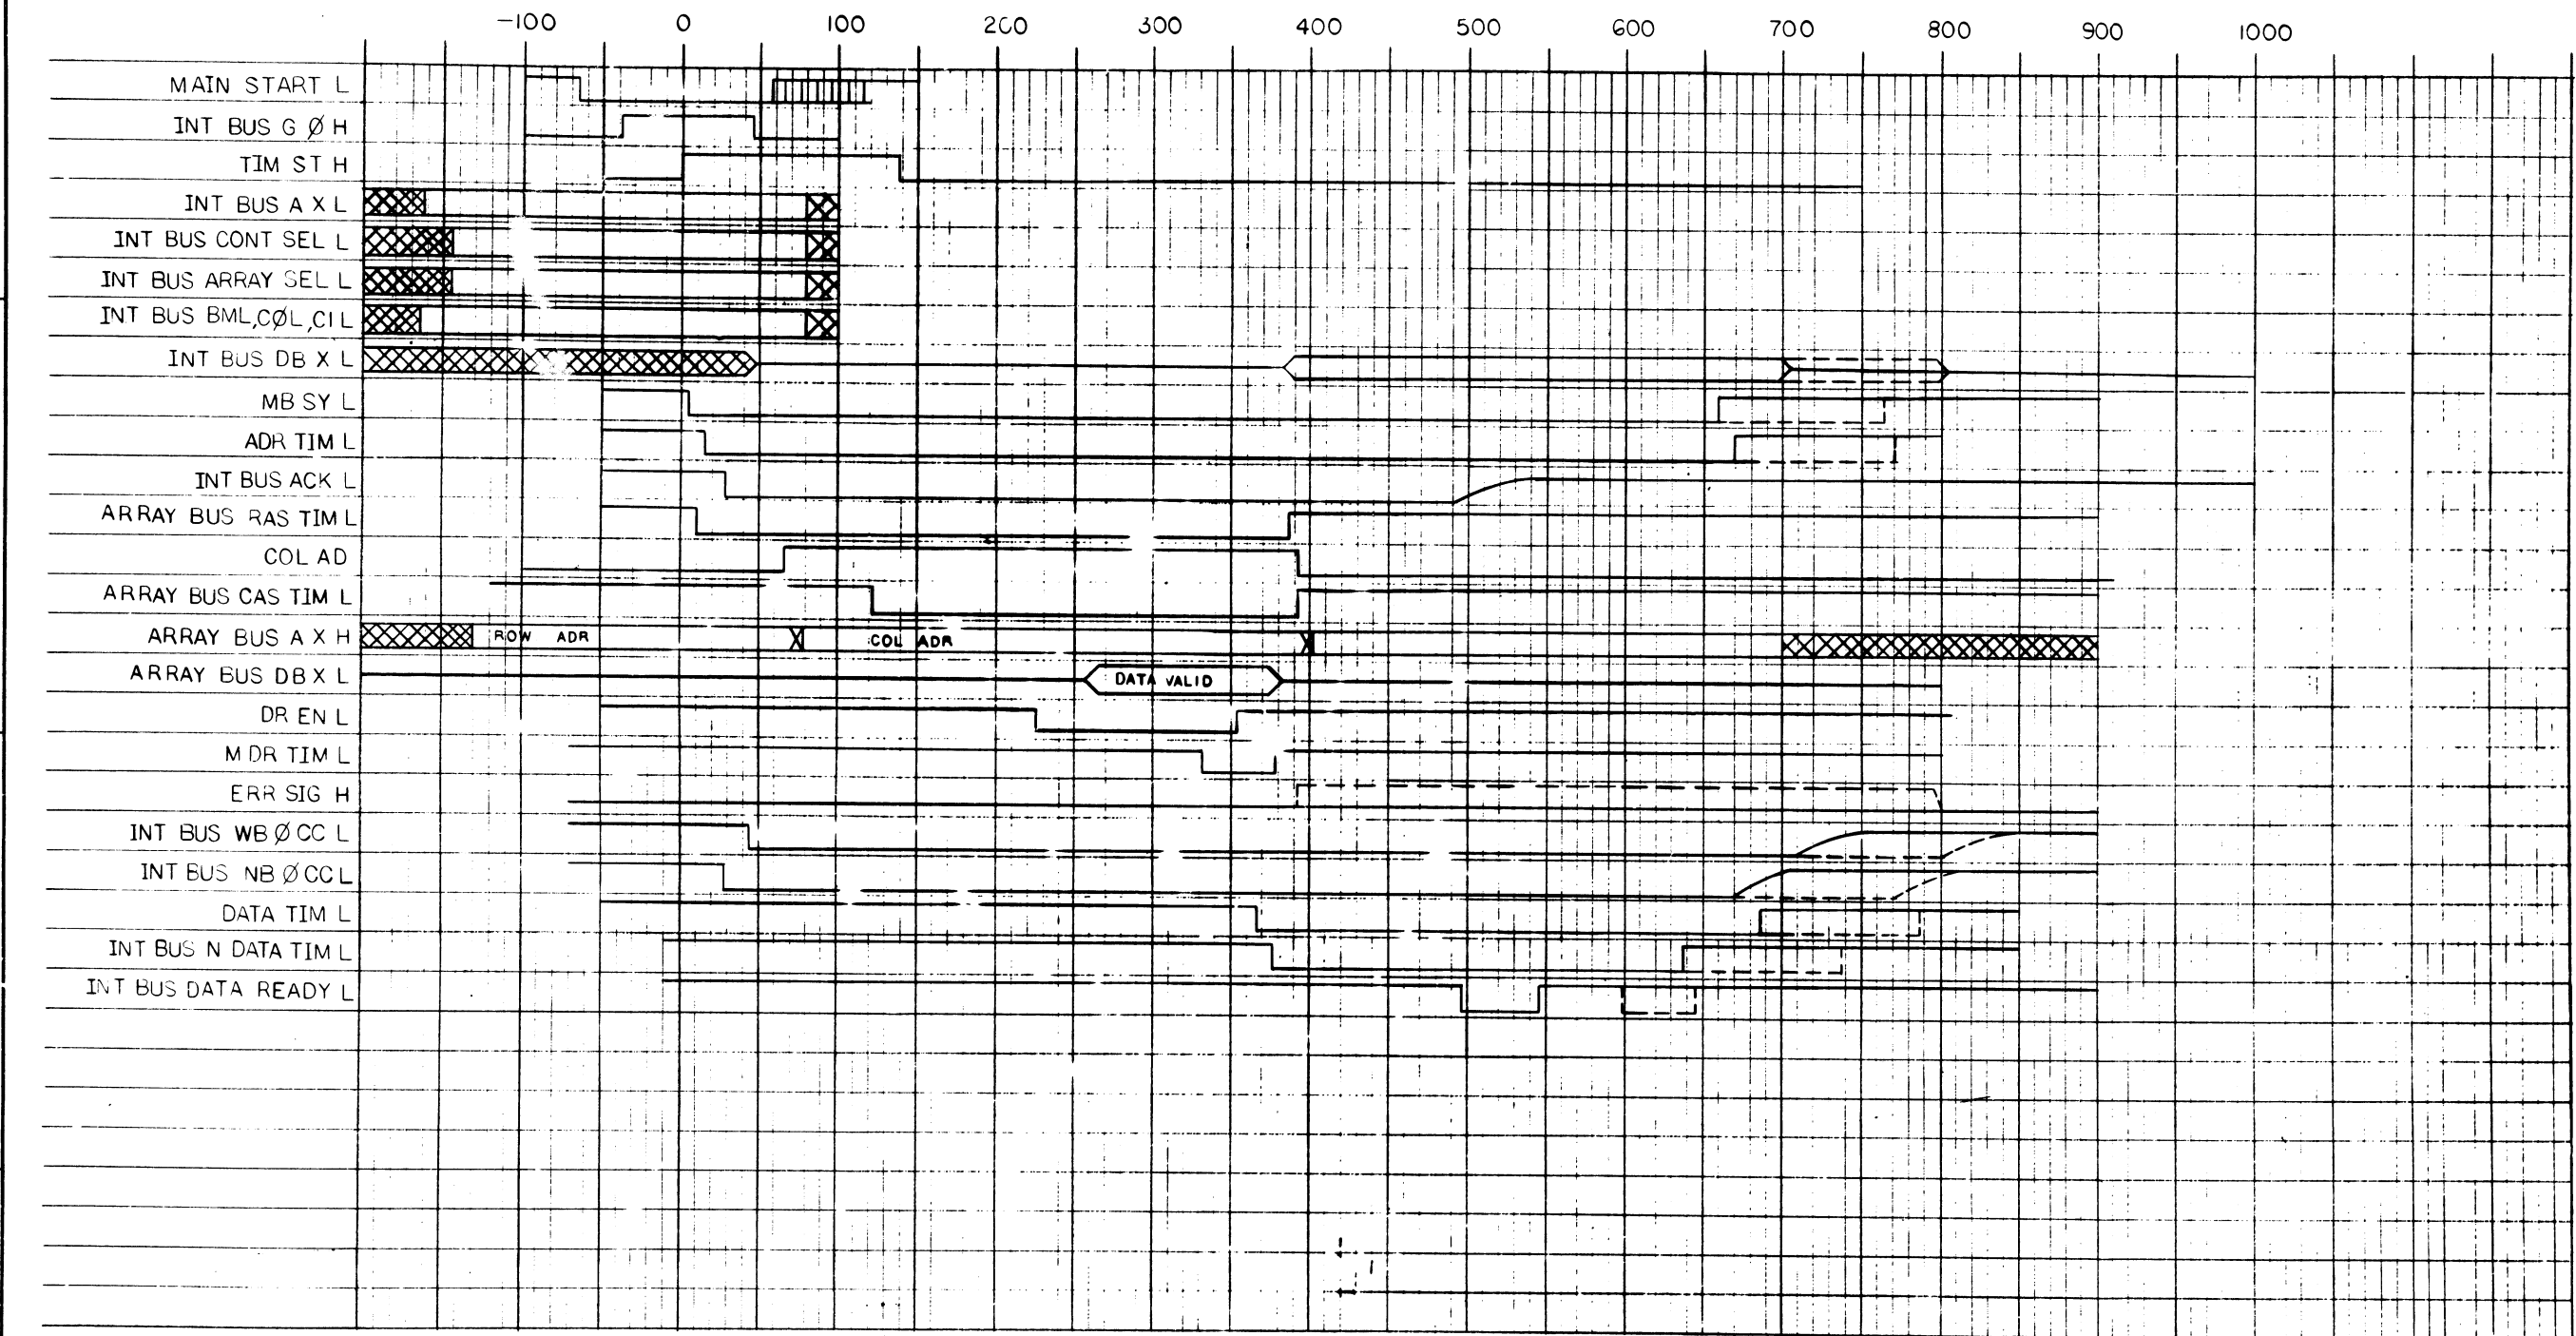 -100 0 100 200 300 400 500 600 700 800 900 1000
MAIN START L
INT BUS G Ø H
TIM ST H
INT BUS A X L
INT BUS CONT SEL L
INT BUS ARRAY SEL L
INT BUS BML,CØL,CI L
INT BUS DB X L
MB SY L
ADR TIM L
INT BUS ACK L
ARRAY BUS RAS TIM L
COL AD
ARRAY BUS CAS TIM L
ARRAY BUS A X H ROW ADR COL ADR
ARRAY BUS DB X L DATA VALID
DR EN L
MDR TIM L
ERR SIG H
INT BUS WB Ø CC L
INT BUS NB Ø CC L
DATA TIM L
INT BUS N DATA TIM L
INT BUS DATA READY L